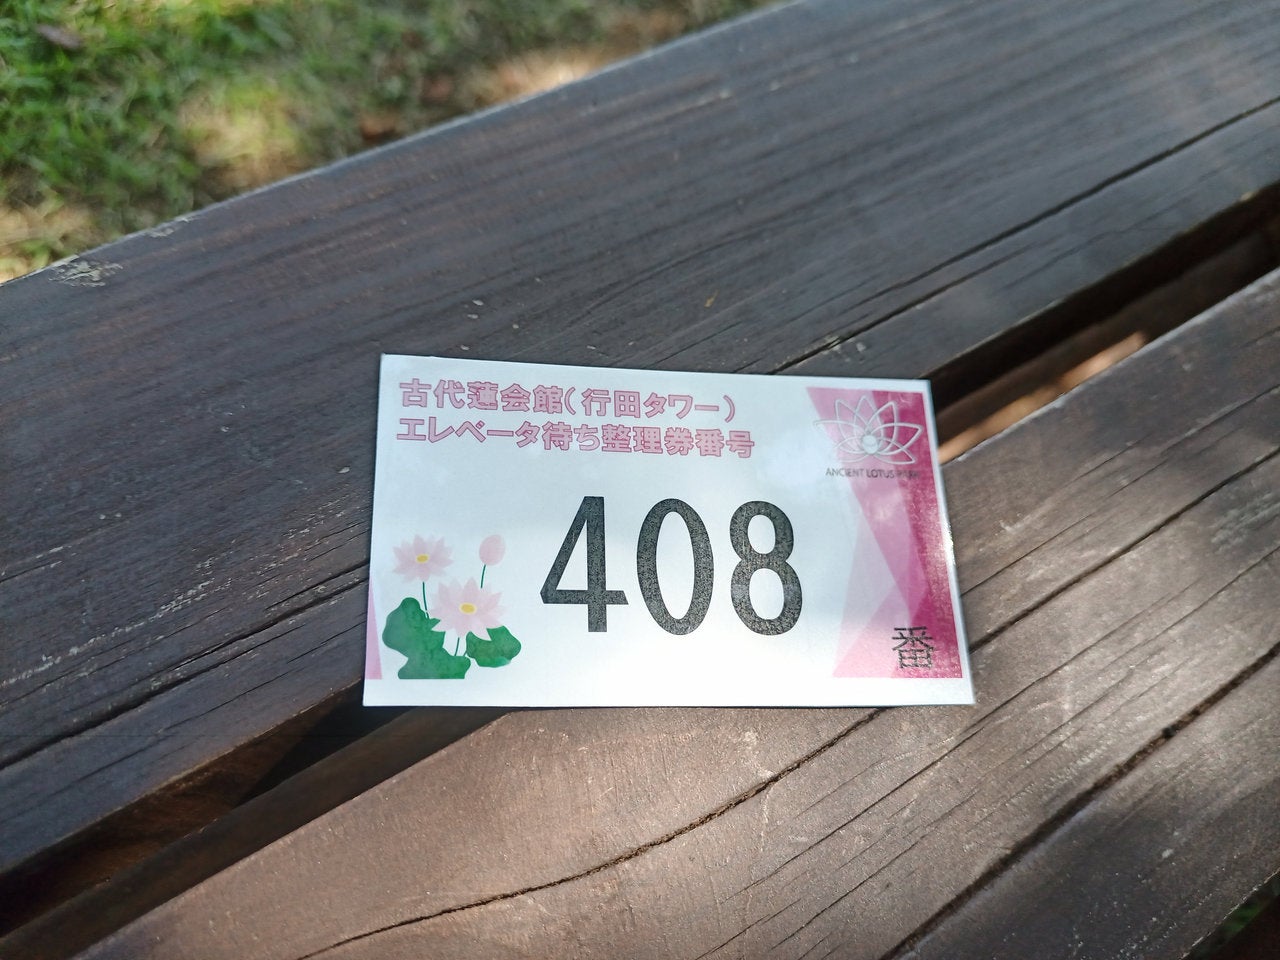 古代蓮会館(行田タワー)
エレベータ待ち整理券番号
ANCIENT LOTUS PARK
408
番